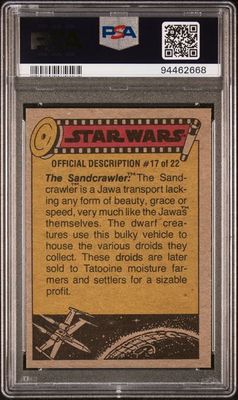 PSA
94462668
STAR WARS
OFFICIAL DESCRIPTION #17 of 22
The Sandcrawler:™ The Sand-
crawler is a Jawa transport lack-
ing any form of beauty, grace or
speed, very much like the Jawas™
themselves. The dwarf crea-
tures use this bulky vehicle to
house the various droids they
collect. These droids are later
sold to Tatooine moisture far-
mers and settlers for a sizable
profit.